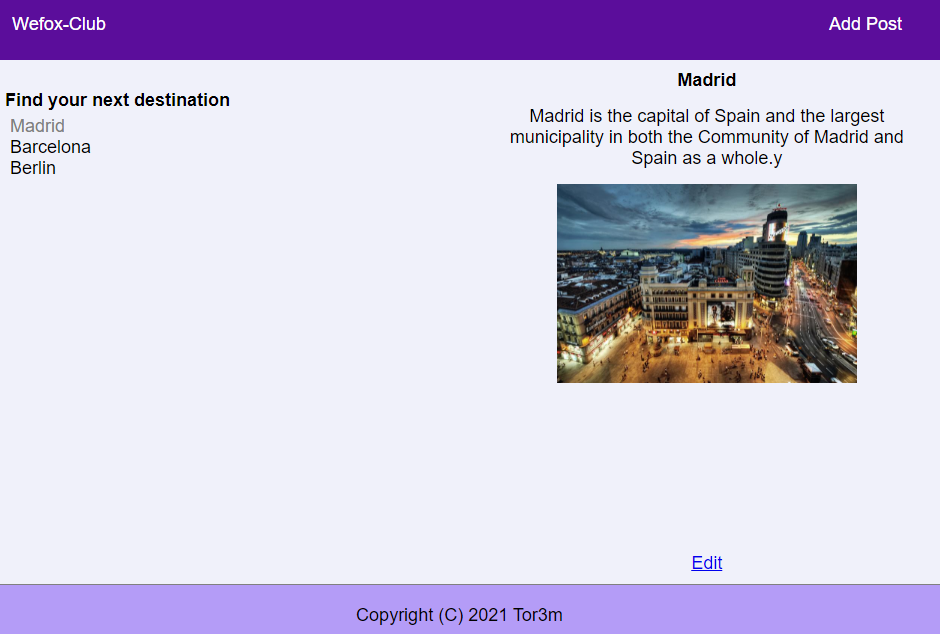 Wefox-Club
Add Post
Find your next destination
Madrid
Barcelona
Berlin
Madrid
Madrid is the capital of Spain and the largest
municipality in both the Community of Madrid and
Spain as a whole.y
Edit
Copyright (C) 2021 Tor3m